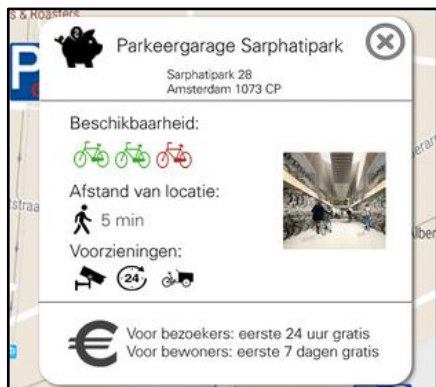 s & Roasters
Parkeergarage Sarphatipark
Sarphatipark 28
Amsterdam 1073 CP
Beschikbaarheid:
Afstand van locatie:
5 min
Voorzieningen:
24
Voor bezoekers: eerste 24 uur gratis
Voor bewoners: eerste 7 dagen gratis